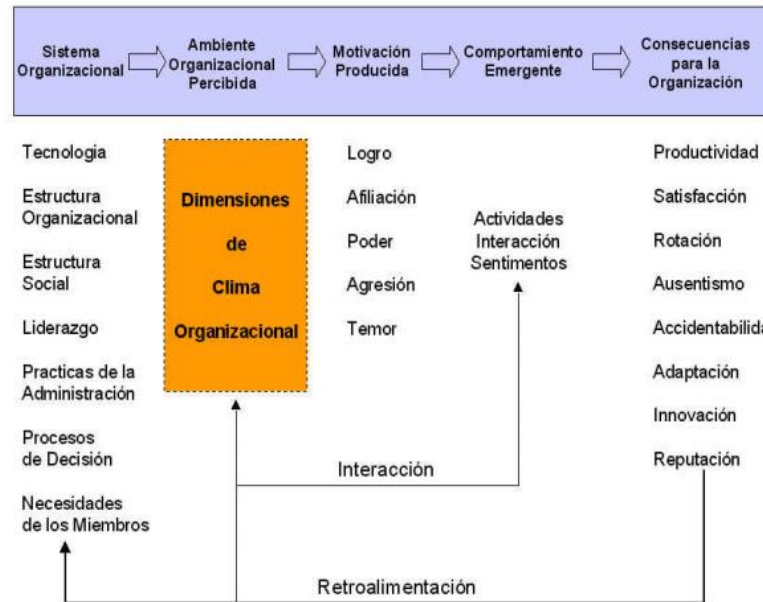 Sistema
Organizacional
Ambiente
Organizacional
Percibida
Motivación
Producida
Comportamiento
Emergente
Consecuencias
para la
Organización
Tecnologia
Estructura
Organizacional
Estructura
Social
Liderazgo
Practicas de la
Administración
Procesos
de Decisión
Necesidades
de los Miembros
Dimensiones
de
Clima
Organizacional
Logro
Afiliación
Poder
Agresión
Temor
Actividades
Interacción
Sentimentos
Productividad
Satisfacción
Rotación
Ausentismo
Accidentabilida
Adaptación
Innovación
Reputación
Interacción
Retroalimentación